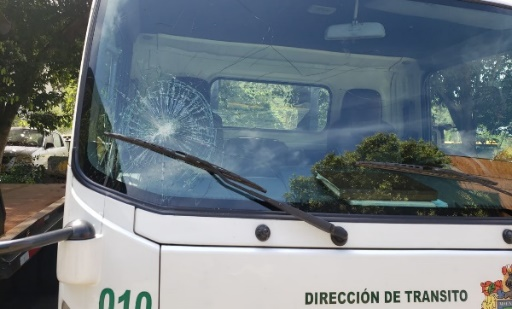 010
DIRECCIÓN DE TRANSITO